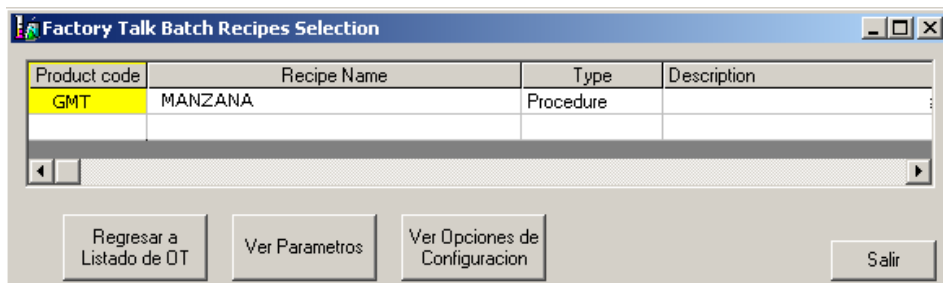 Factory Talk Batch Recipes Selection
Product code Recipe Name Type Description
GMT MANZANA Procedure
Regresar a
Listado de OT
Ver Parametros
Ver Opciones de
Configuracion
Salir